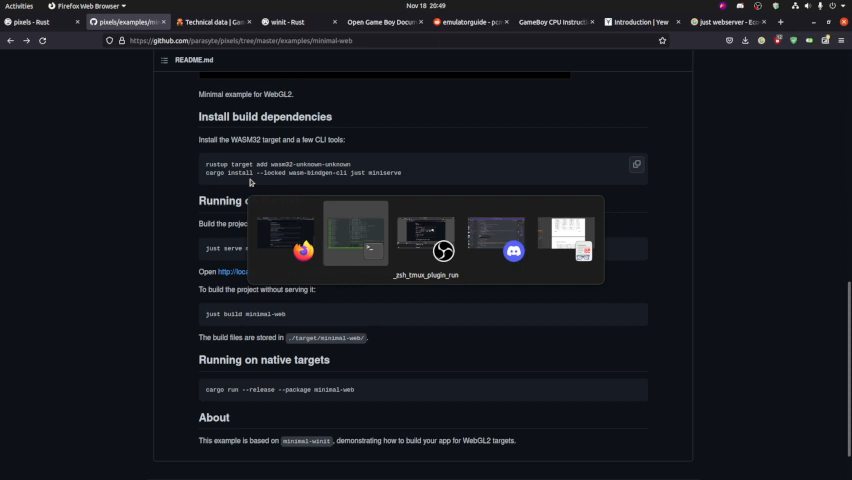 Activities
Firefox Web Browser
Nov 18 20:49
pixels - Rust
pixels/examples/min
Technical data | Gam
winit - Rust
Open Game Boy Docu
emulatorguide - pcm
GameBoy CPU Instruct
Introduction | Yew
just webserver - Eco
https://github.com/parasyte/pixels/tree/master/examples/minimal-web
README.md
Minimal example for WebGL2.
Install build dependencies
Install the WASM32 target and a few CLI tools:
rustup target add wasm32-unknown-unknown
cargo install --locked wasm-bindgen-cli just miniserve
Running o
Build the projec
just serve m
Open http://loca
_zsh_tmux_plugin_run
To build the project without serving it:
just build minimal-web
The build files are stored in ./target/minimal-web/ .
Running on native targets
cargo run --release --package minimal-web
About
This example is based on minimal-winit , demonstrating how to build your app for WebGL2 targets.